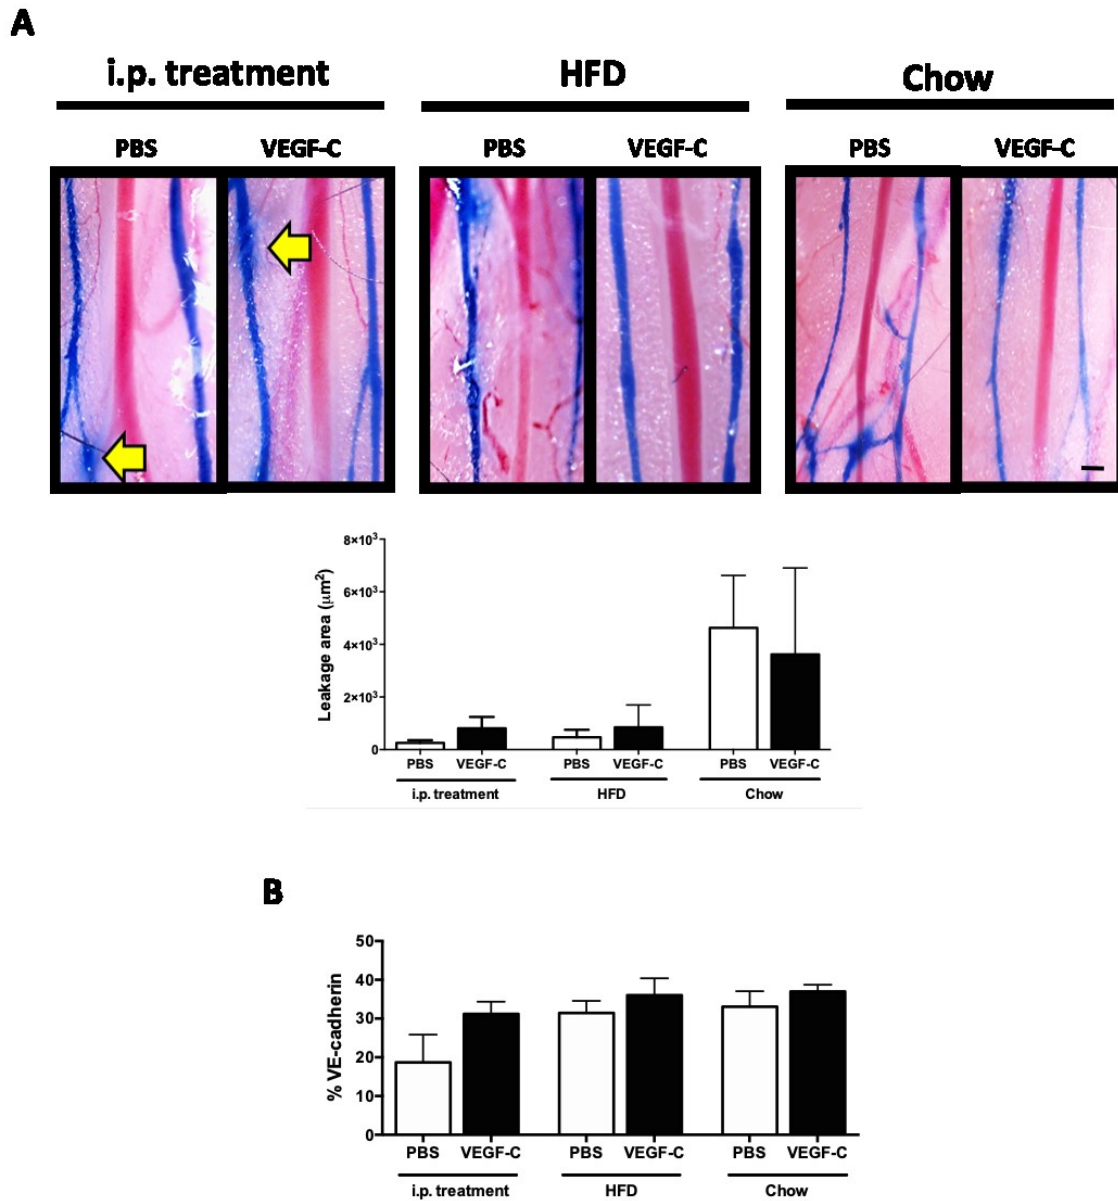 A
i.p. treatment HFD Chow
PBS VEGF-C PBS VEGF-C PBS VEGF-C
8×10³
6×10³
4×10³
2×10³
0
Leakage area (μm²)
PBS VEGF-C PBS VEGF-C PBS VEGF-C
i.p. treatment HFD Chow
B
50
40
30
20
10
0
% VE-cadherin
PBS VEGF-C PBS VEGF-C PBS VEGF-C
i.p. treatment HFD Chow